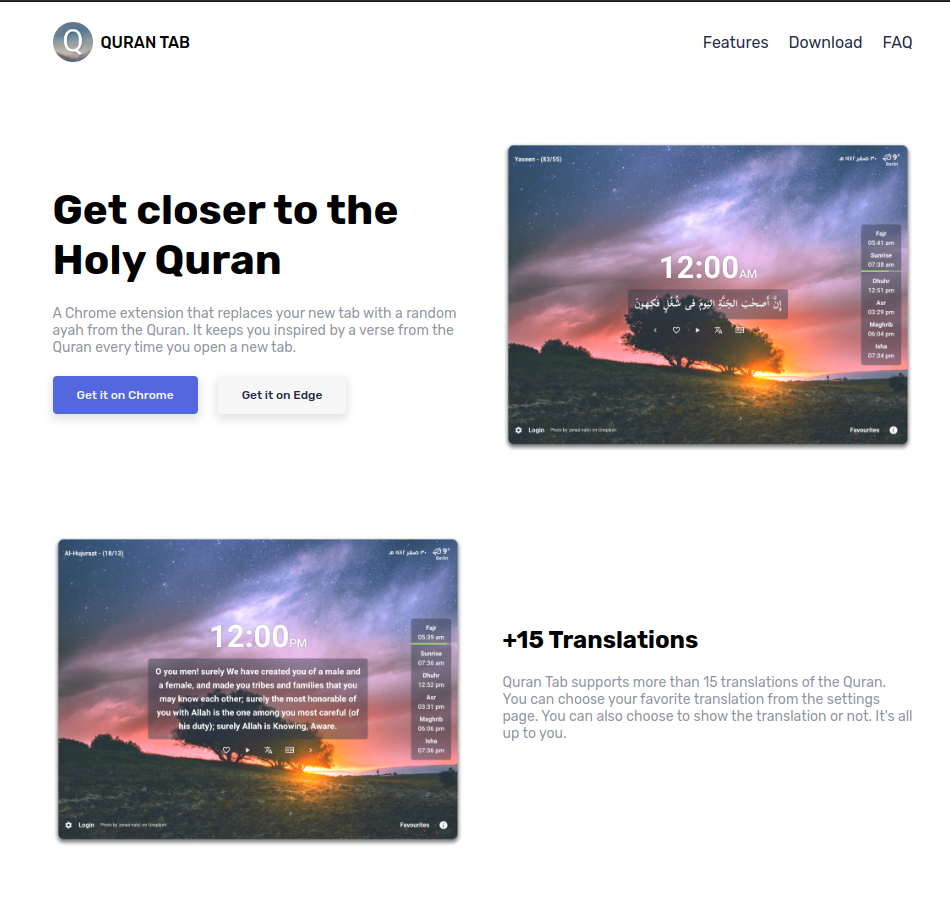 Q QURAN TAB
Features Download FAQ
Get closer to the
Holy Quran
A Chrome extension that replaces your new tab with a random
ayah from the Quran. It keeps you inspired by a verse from the
Quran every time you open a new tab.
Get it on Chrome Get it on Edge
Yaseen - (83/55)
٣٠ صفر ١٤٤٢ هـ 9°
Berlin
12:00AM
إِنَّ أَصحٰبَ الجَنَّةِ اليَومَ فى شُغُلٍ فٰكِهونَ
Fajr
05:41 am
Sunrise
07:38 am
Dhuhr
12:51 pm
Asr
03:29 pm
Maghrib
06:04 pm
Isha
07:34 pm
Login Photo by zemad raizi on Unsplash
Favourites
Al-Hujuraat - (18/13)
٣٠ صفر ١٤٤٢ هـ 9°
Berlin
12:00PM
O you men! surely We have created you of a male and
a female, and made you tribes and families that you
may know each other; surely the most honorable of
you with Allah is the one among you most careful (of
his duty); surely Allah is Knowing, Aware.
Fajr
05:39 am
Sunrise
07:36 am
Dhuhr
12:52 pm
Asr
03:31 pm
Maghrib
06:06 pm
Isha
07:36 pm
Login Photo by on Unsplash
Favourites
+15 Translations
Quran Tab supports more than 15 translations of the Quran.
You can choose your favorite translation from the settings
page. You can also choose to show the translation or not. It's all
up to you.